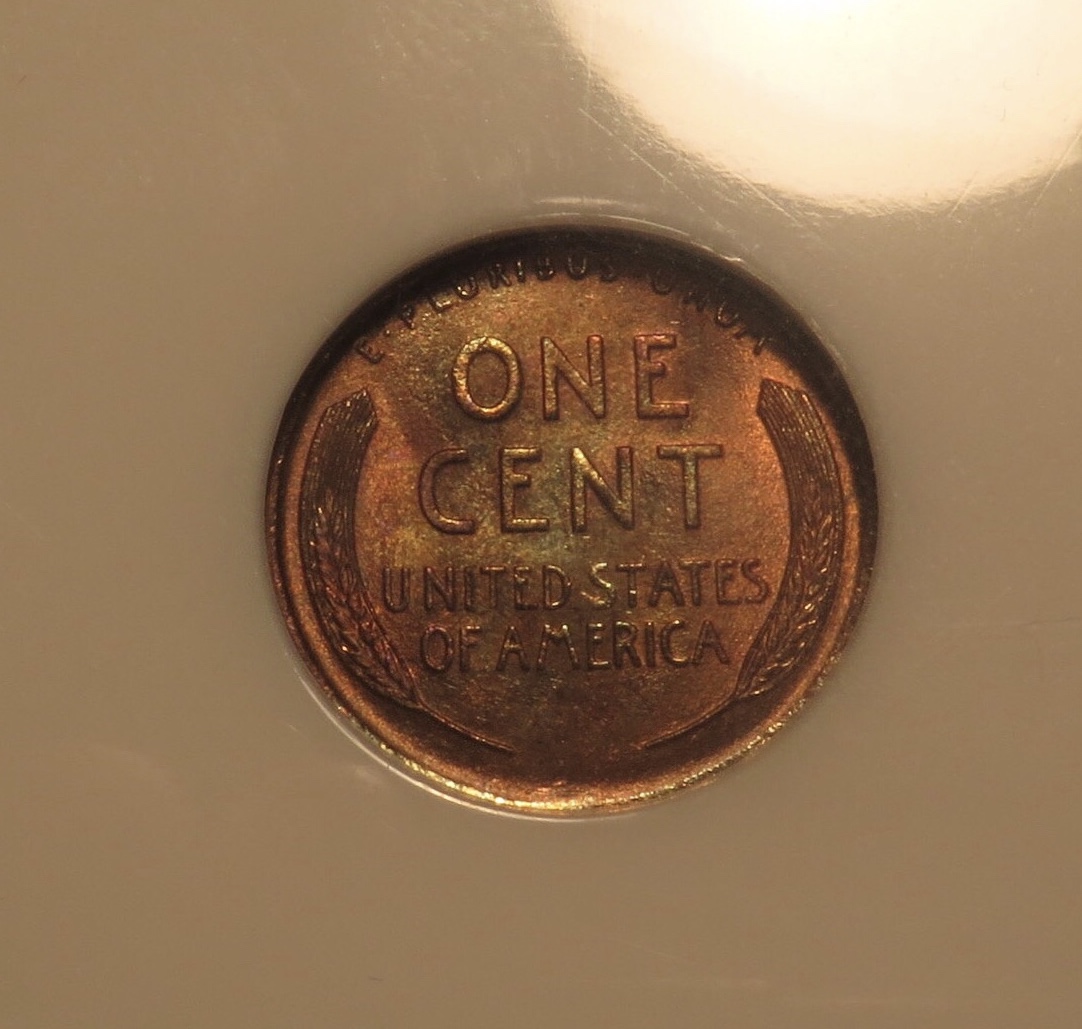 E·PLURIBUS·UNUM
ONE
CENT
UNITED STATES
OF AMERICA